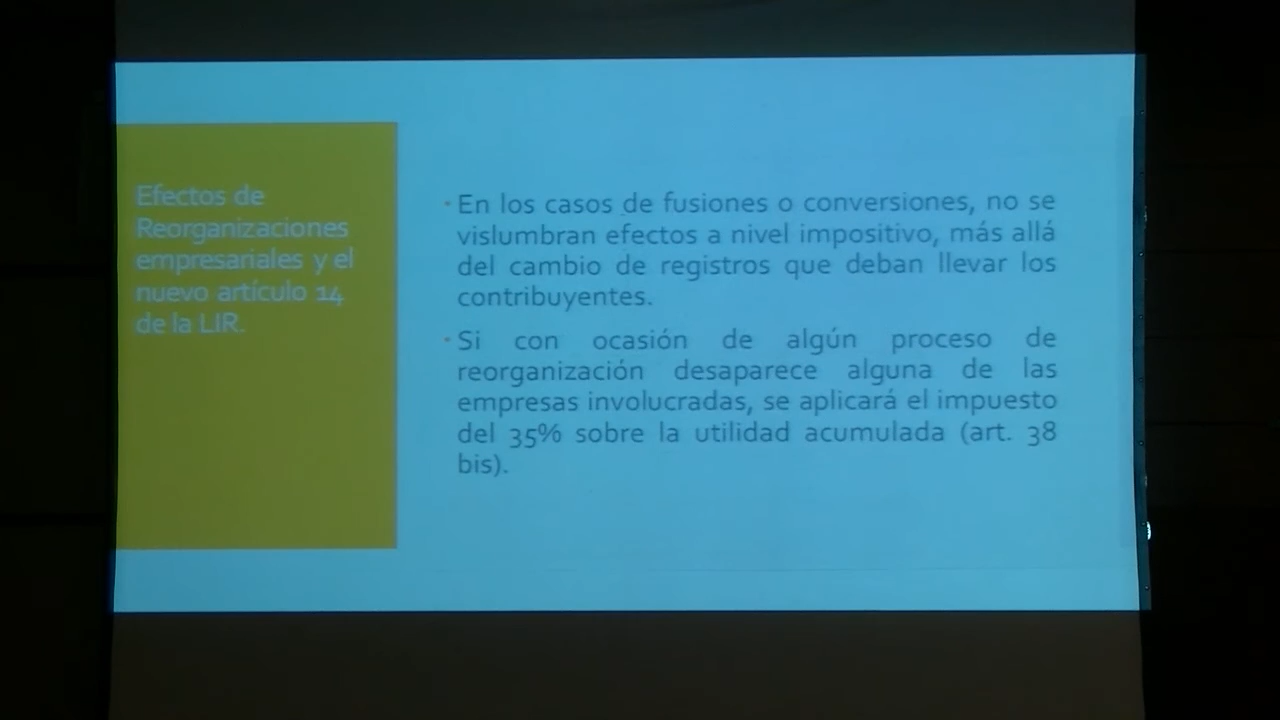 Efectos de
Reorganizaciones
empresariales y el
nuevo artículo 14
de la LIR.
En los casos de fusiones o conversiones, no se
vislumbran efectos a nivel impositivo, más allá
del cambio de registros que deban llevar los
contribuyentes.
Si con ocasión de algún proceso de
reorganización desaparece alguna de las
empresas involucradas, se aplicará el impuesto
del 35% sobre la utilidad acumulada (art. 38
bis).